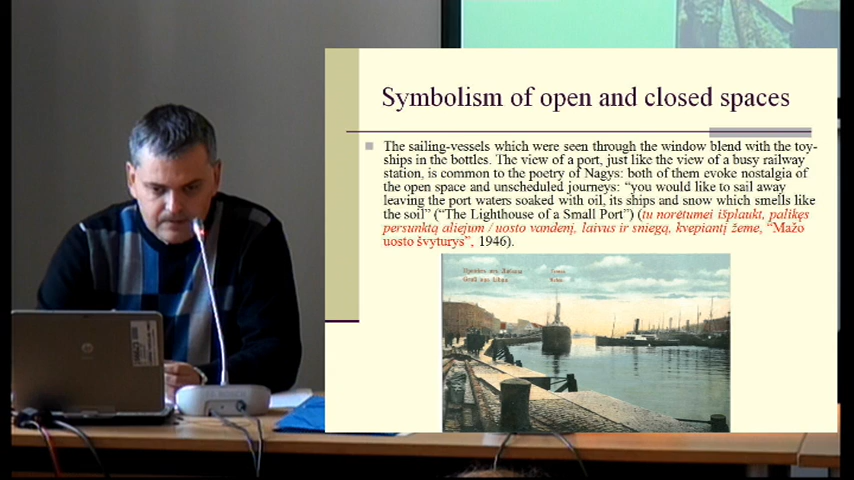 Symbolism of open and closed spaces
The sailing-vessels which were seen through the window blend with the toy-
ships in the bottles. The view of a port, just like the view of a busy railway
station, is common to the poetry of Nagys: both of them evoke nostalgia of
the open space and unscheduled journeys: “you would like to sail away
leaving the port waters soaked with oil, its ships and snow which smells like
the soil” (“The Lighthouse of a Small Port”) (tu norėtumei išplaukt, palikęs
persunktą aliejum / uosto vandenį, laivus ir sniegą, kvepiantį žeme, “Mažo
uosto švyturys”, 1946).